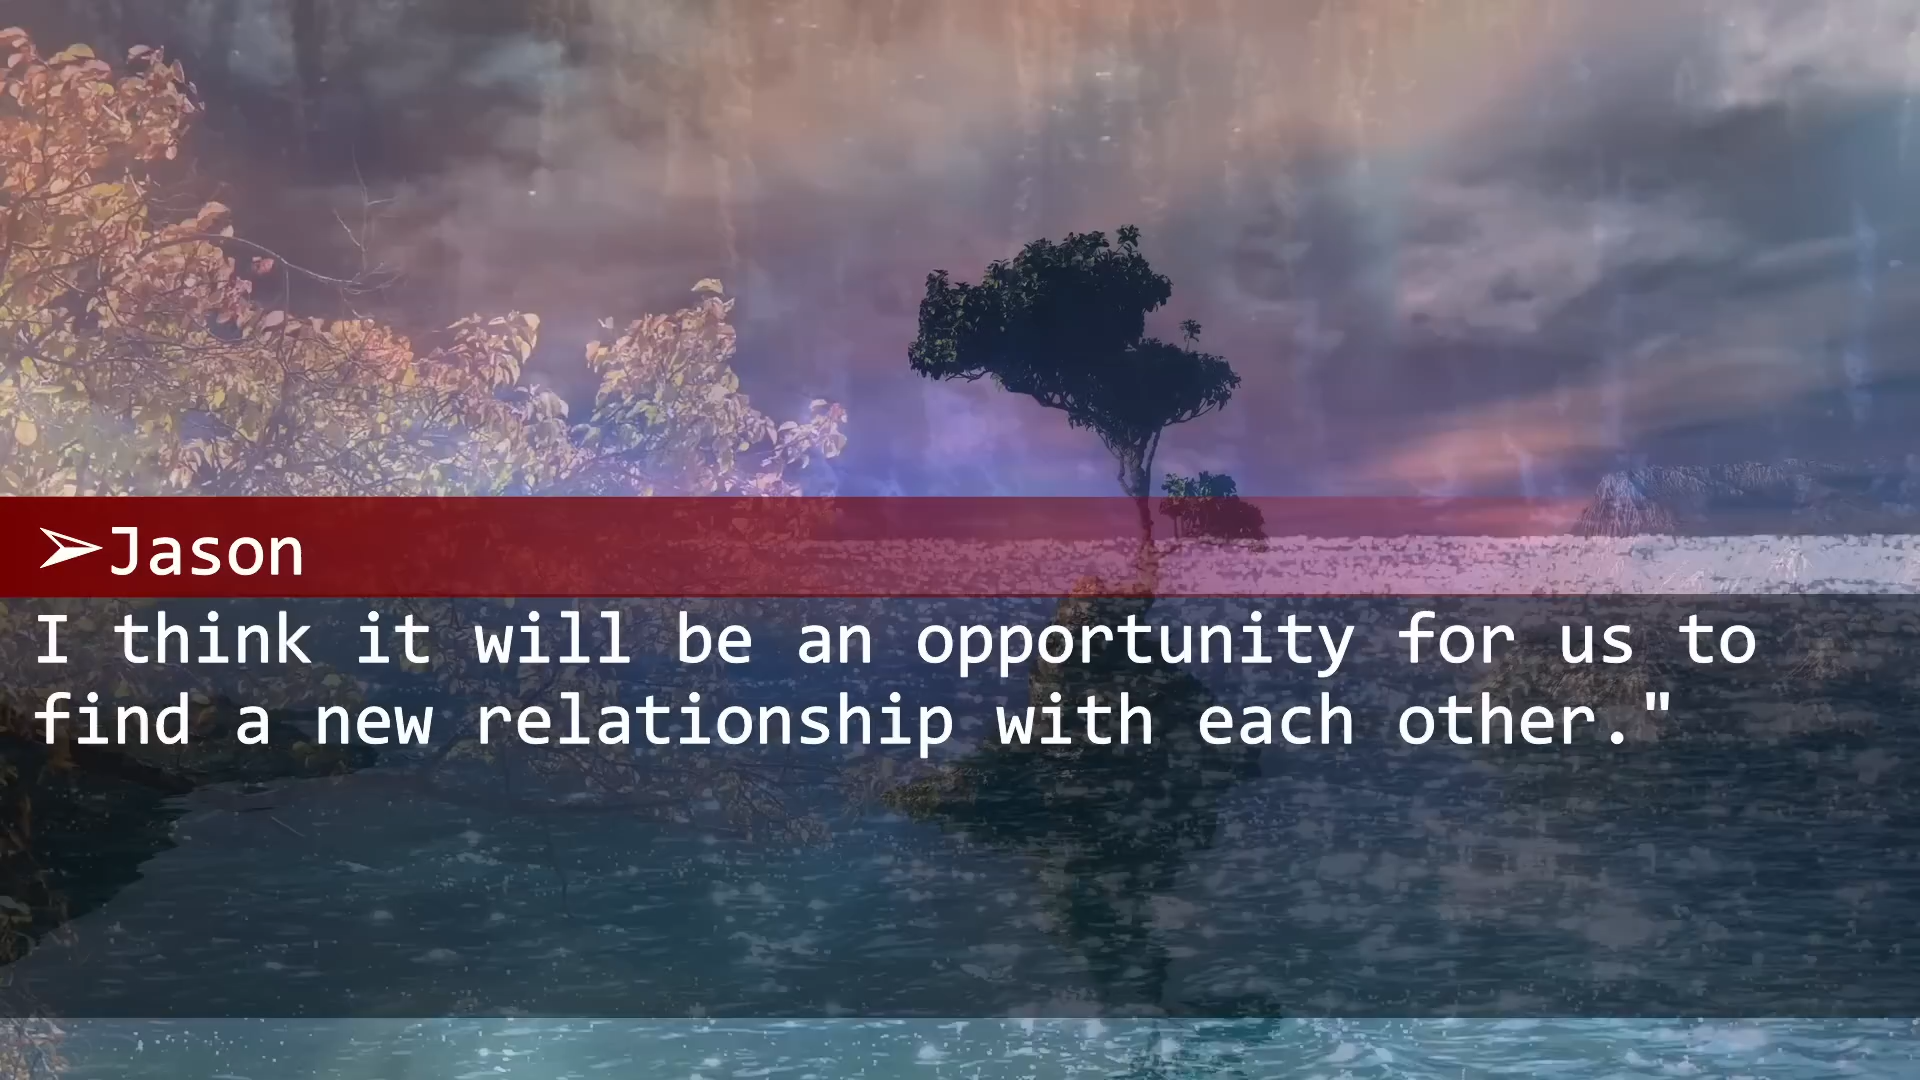 ➢Jason
I think it will be an opportunity for us to
find a new relationship with each other."